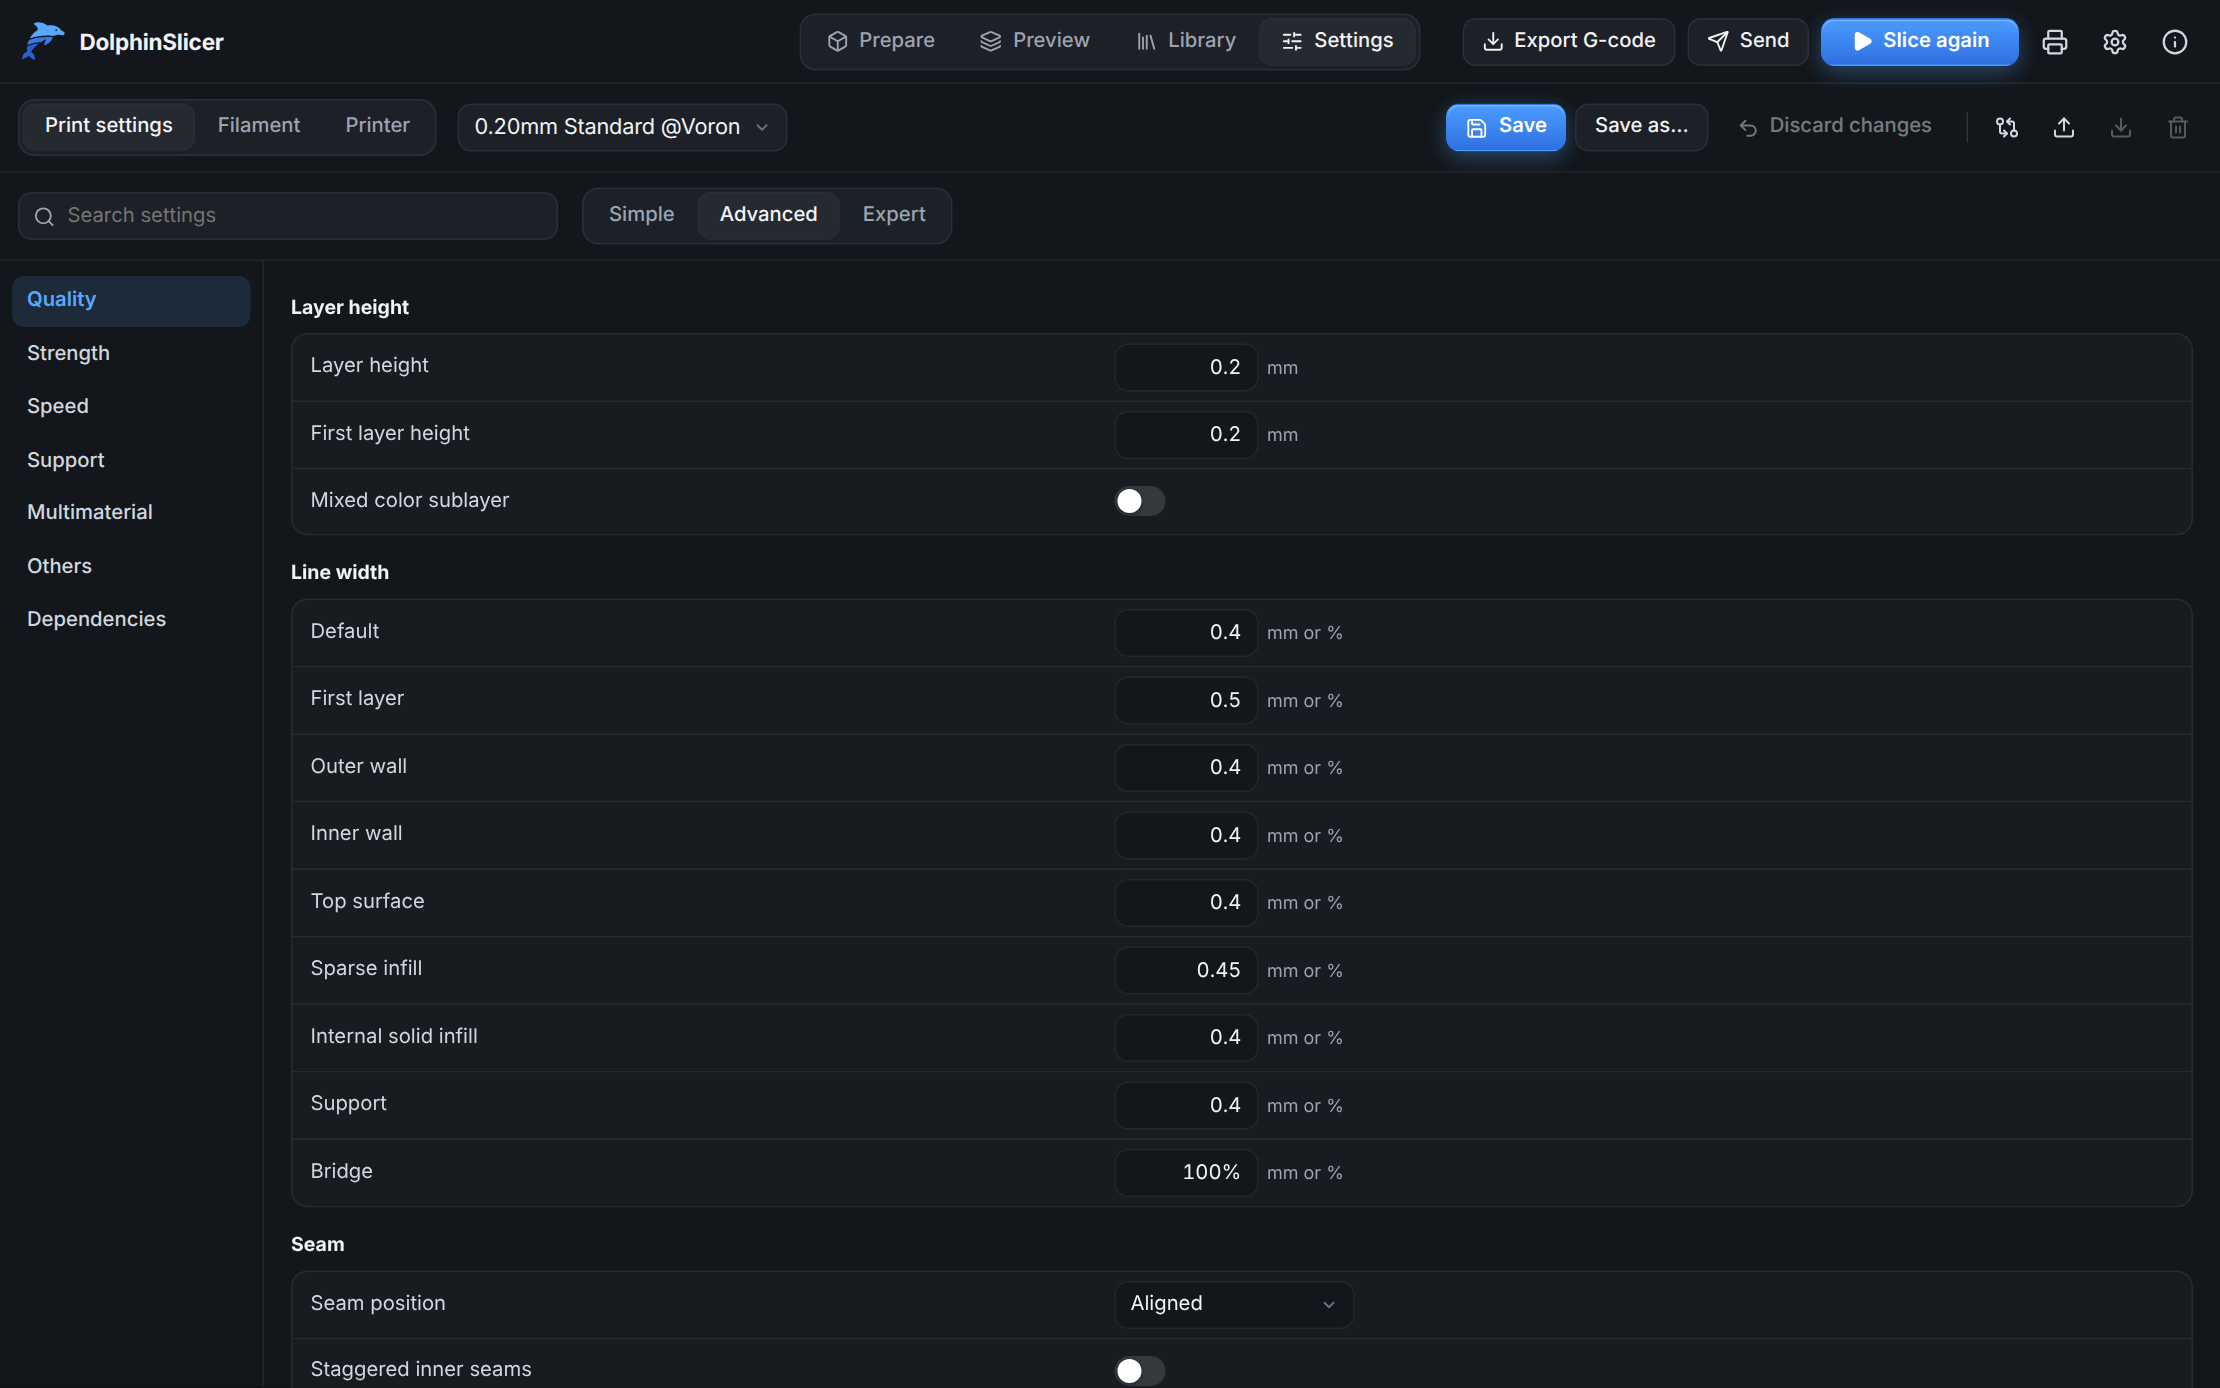 DolphinSlicer
Prepare
Preview
Library
Settings
Export G-code
Send
Slice again
Print settings
Filament
Printer
0.20mm Standard @Voron
Save
Save as...
Discard changes
Search settings
Simple
Advanced
Expert
Quality
Strength
Speed
Support
Multimaterial
Others
Dependencies
Layer height
Layer height 0.2 mm
First layer height 0.2 mm
Mixed color sublayer
Line width
Default 0.4 mm or %
First layer 0.5 mm or %
Outer wall 0.4 mm or %
Inner wall 0.4 mm or %
Top surface 0.4 mm or %
Sparse infill 0.45 mm or %
Internal solid infill 0.4 mm or %
Support 0.4 mm or %
Bridge 100% mm or %
Seam
Seam position Aligned
Staggered inner seams